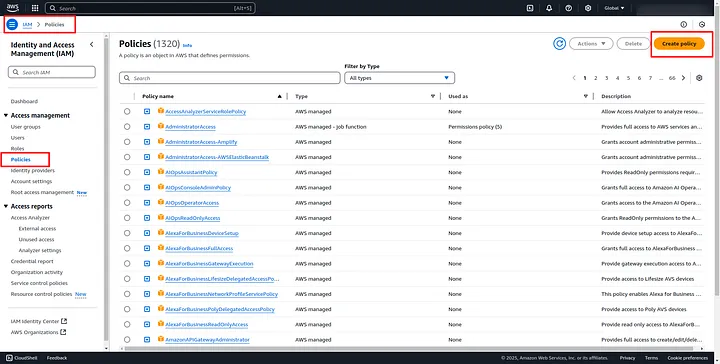 aws
Search
[Alt+S]
Global
IAM > Policies
Identity and Access
Management (IAM)
Search IAM
Dashboard
Access management
User groups
Users
Roles
Policies
Identity providers
Account settings
Root access management New
Access reports
Access Analyzer
External access
Unused access
Analyzer settings
Credential report
Organization activity
Service control policies
Resource control policies New
IAM Identity Center
AWS Organizations
Policies (1320) Info
A policy is an object in AWS that defines permissions.
Actions
Delete
Create policy
Filter by Type
Search
All types
1 2 3 4 5 6 7 ... 66
Policy name Type Used as Description
AccessAnalyzerServiceRolePolicy AWS managed None Allow Access Analyzer to analyze resou...
AdministratorAccess AWS managed - job function Permissions policy (5) Provides full access to AWS services an...
AdministratorAccess-Amplify AWS managed None Grants account administrative permis...
AdministratorAccess-AWSElasticBeanstalk AWS managed None Grants account administrative permis...
AIOpsAssistantPolicy AWS managed None Provides ReadOnly permissions requir...
AIOpsConsoleAdminPolicy AWS managed None Grants full access to Amazon AI Opera...
AIOpsOperatorAccess AWS managed None Grants access to the Amazon AI Opera...
AIOpsReadOnlyAccess AWS managed None Grants ReadOnly permissions to the A...
AlexaForBusinessDeviceSetup AWS managed None Provide device setup access to AlexaFo...
AlexaForBusinessFullAccess AWS managed None Grants full access to AlexaForBusiness ...
AlexaForBusinessGatewayExecution AWS managed None Provide gateway execution access to A...
AlexaForBusinessLifesizeDelegatedAccessPo... AWS managed None Provide access to Lifesize AVS devices
AlexaForBusinessNetworkProfileServicePolicy AWS managed None This policy enables Alexa for Business ...
AlexaForBusinessPolyDelegatedAccessPolicy AWS managed None Provide access to Poly AVS devices
AlexaForBusinessReadOnlyAccess AWS managed None Provide read only access to AlexaForB...
AmazonAPIGatewayAdministrator AWS managed None Provides full access to create/edit/dele...
CloudShell Feedback © 2025, Amazon Web Services, Inc. or its affiliates. Privacy Terms Cookie preferences